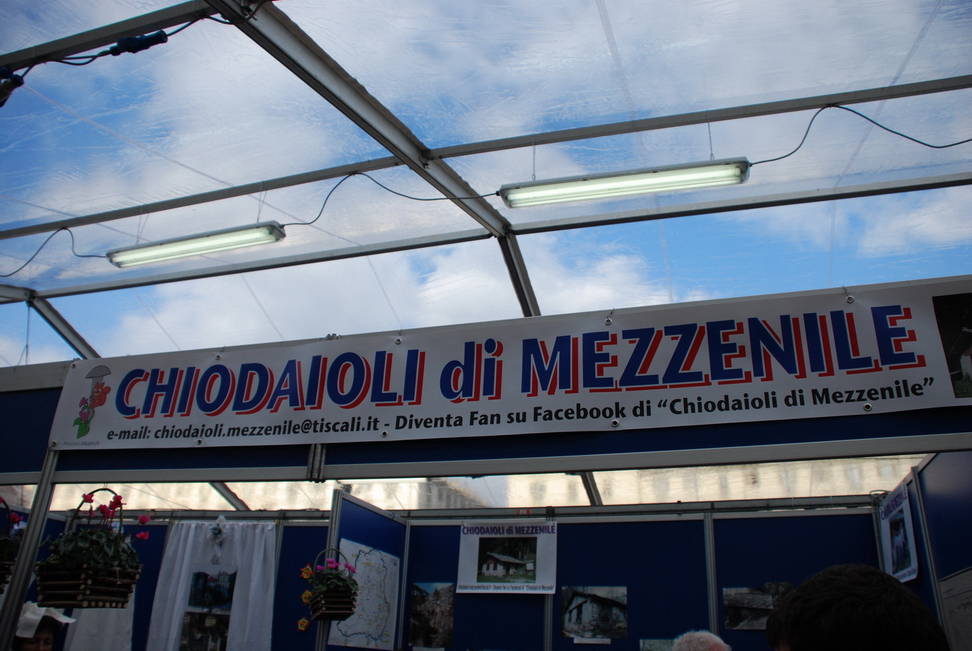 CHIODAIOLI di MEZZENILE
e-mail: chiodaioli.mezzenile@tiscali.it - Diventa Fan su Facebook di “Chiodaioli di Mezzenile”
CHIODAIOLI di MEZZENILE